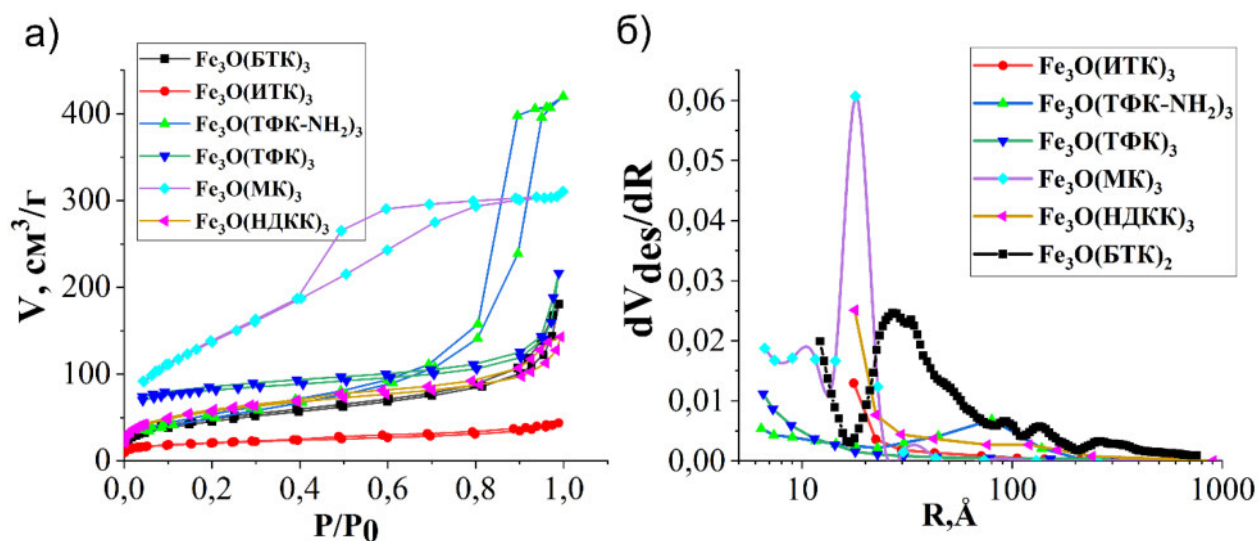 а)
Fe₃O(БТК)₃
Fe₃O(ИТК)₃
Fe₃O(ТФК-NH₂)₃
Fe₃O(ТФК)₃
Fe₃O(МК)₃
Fe₃O(НДКК)₃
V, см³/г
400
300
200
100
0
0,0 0,2 0,4 0,6 0,8 1,0
P/P₀
б)
Fe₃O(ИТК)₃
Fe₃O(ТФК-NH₂)₃
Fe₃O(ТФК)₃
Fe₃O(МК)₃
Fe₃O(НДКК)₃
Fe₃O(БТК)₂
dV_des/dR
0,06
0,05
0,04
0,03
0,02
0,01
0,00
10 100 1000
R,Å